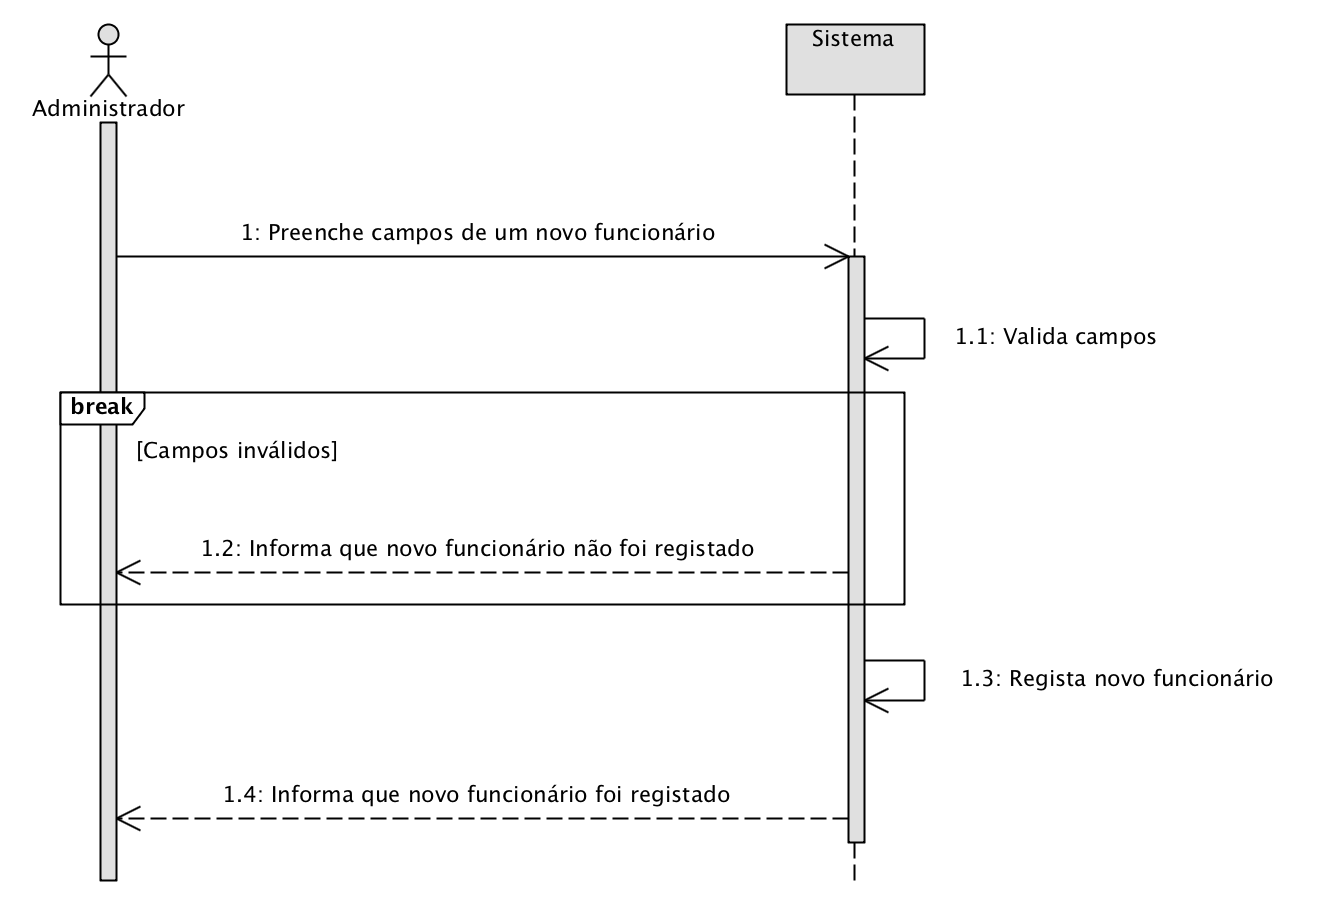 Sistema
Administrador
1: Preenche campos de um novo funcionário
1.1: Valida campos
break
[Campos inválidos]
1.2: Informa que novo funcionário não foi registado
1.3: Regista novo funcionário
1.4: Informa que novo funcionário foi registado